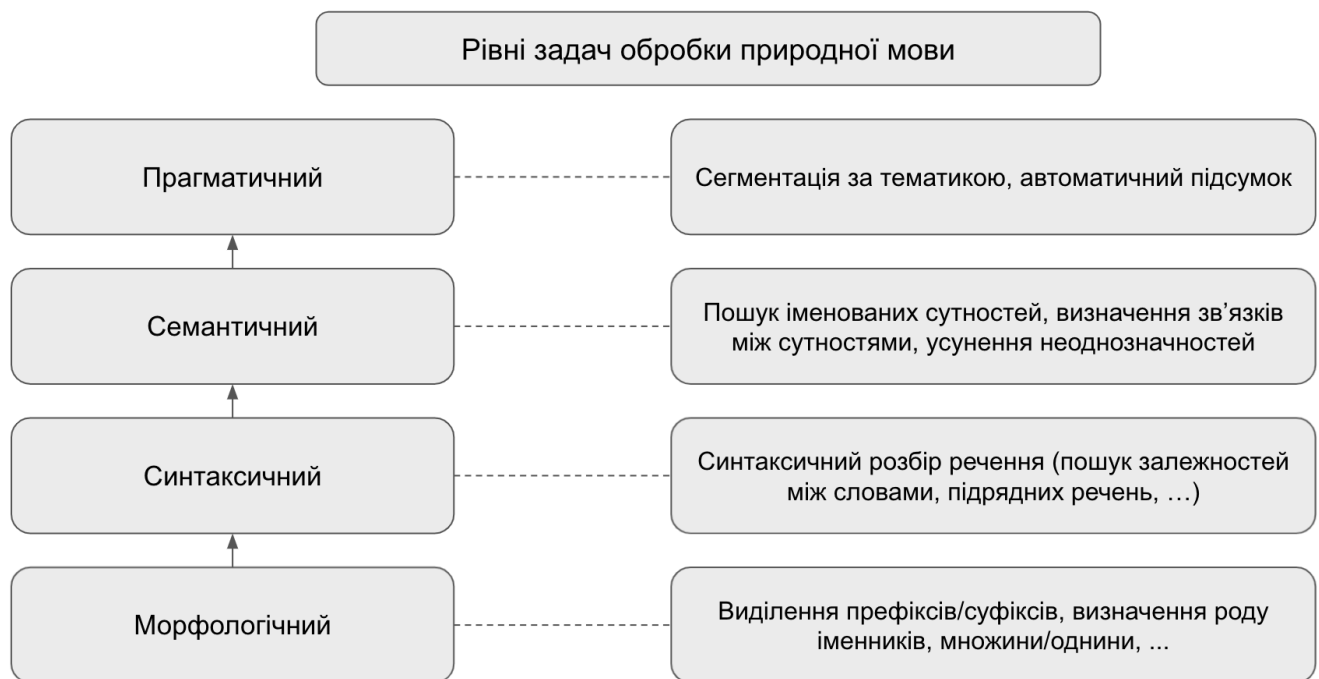 Рівні задач обробки природної мови
Прагматичний
Сегментація за тематикою, автоматичний підсумок
Семантичний
Пошук іменованих сутностей, визначення зв’язків
між сутностями, усунення неоднозначностей
Синтаксичний
Синтаксичний розбір речення (пошук залежностей
між словами, підрядних речень, …)
Морфологічний
Виділення префіксів/суфіксів, визначення роду
іменників, множини/однини, ...